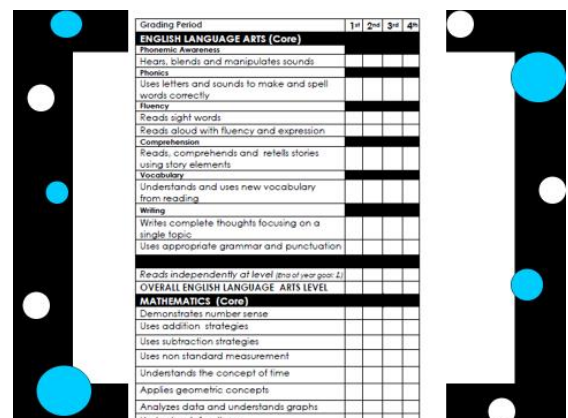 Grading Period 1st 2nd 3rd 4th
ENGLISH LANGUAGE ARTS (Core)
Phonemic Awareness
Hears, blends and manipulates sounds
Phonics
Uses letters and sounds to make and spell
words correctly
Fluency
Reads sight words
Reads aloud with fluency and expression
Comprehension
Reads, comprehends and retells stories
using story elements
Vocabulary
Understands and uses new vocabulary
from reading
Writing
Writes complete thoughts focusing on a
single topic
Uses appropriate grammar and punctuation
Reads independently at level (End of year goal:
OVERALL ENGLISH LANGUAGE ARTS LEVEL
MATHEMATICS (Core)
Demonstrates number sense
Uses addition strategies
Uses subtraction strategies
Uses non standard measurement
Understands the concept of time
Applies geometric concepts
Analyzes data and understands graphs